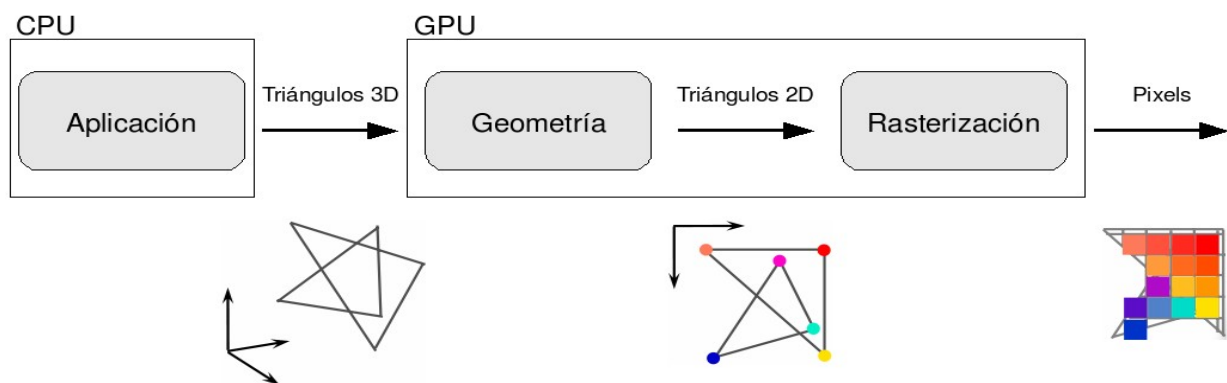 CPU
GPU
Aplicación
Triángulos 3D
Geometría
Triángulos 2D
Rasterización
Pixels